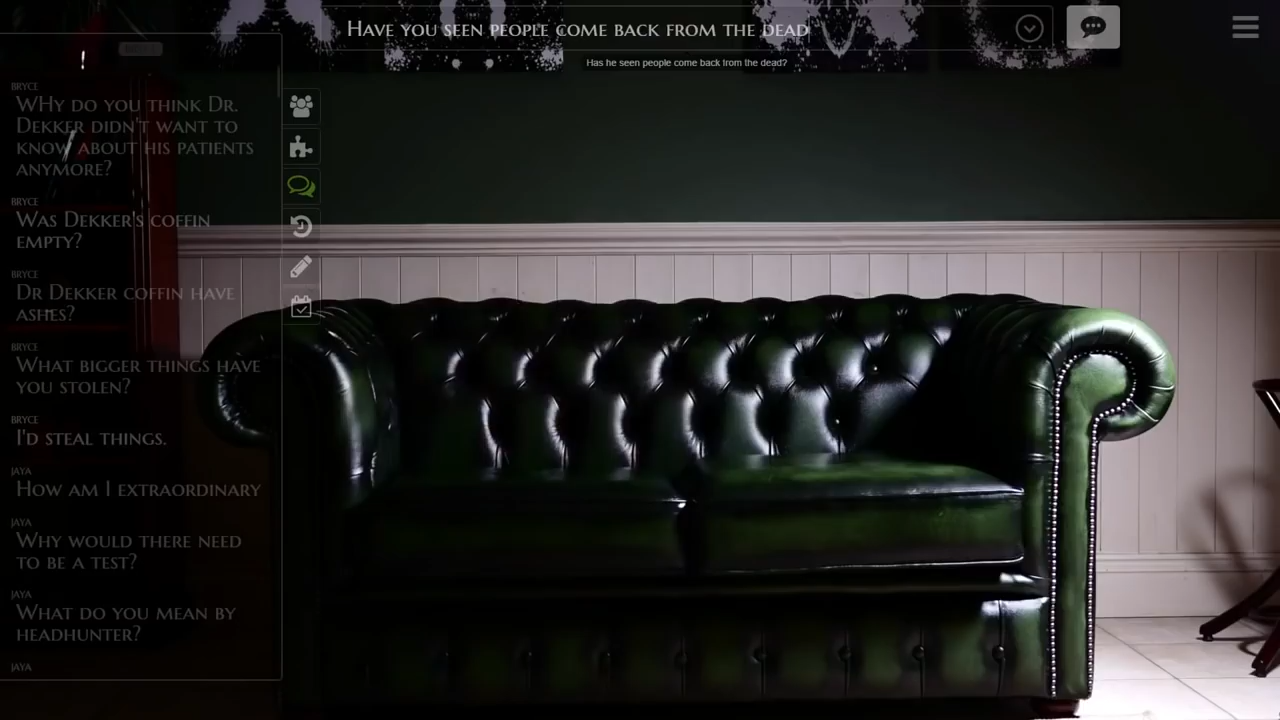 Have you seen people come back from the dead
Has he seen people come back from the dead?
BRYCE
WHy do you think Dr.
Dekker didn't want to
know about his patients
anymore?
BRYCE
Was Dekker's coffin
empty?
BRYCE
Dr Dekker coffin have
ashes?
BRYCE
What bigger things have
you stolen?
BRYCE
I'd steal things.
JAYA
How am I extraordinary
JAYA
Why would there need
to be a test?
JAYA
What do you mean by
headhunter?
JAYA